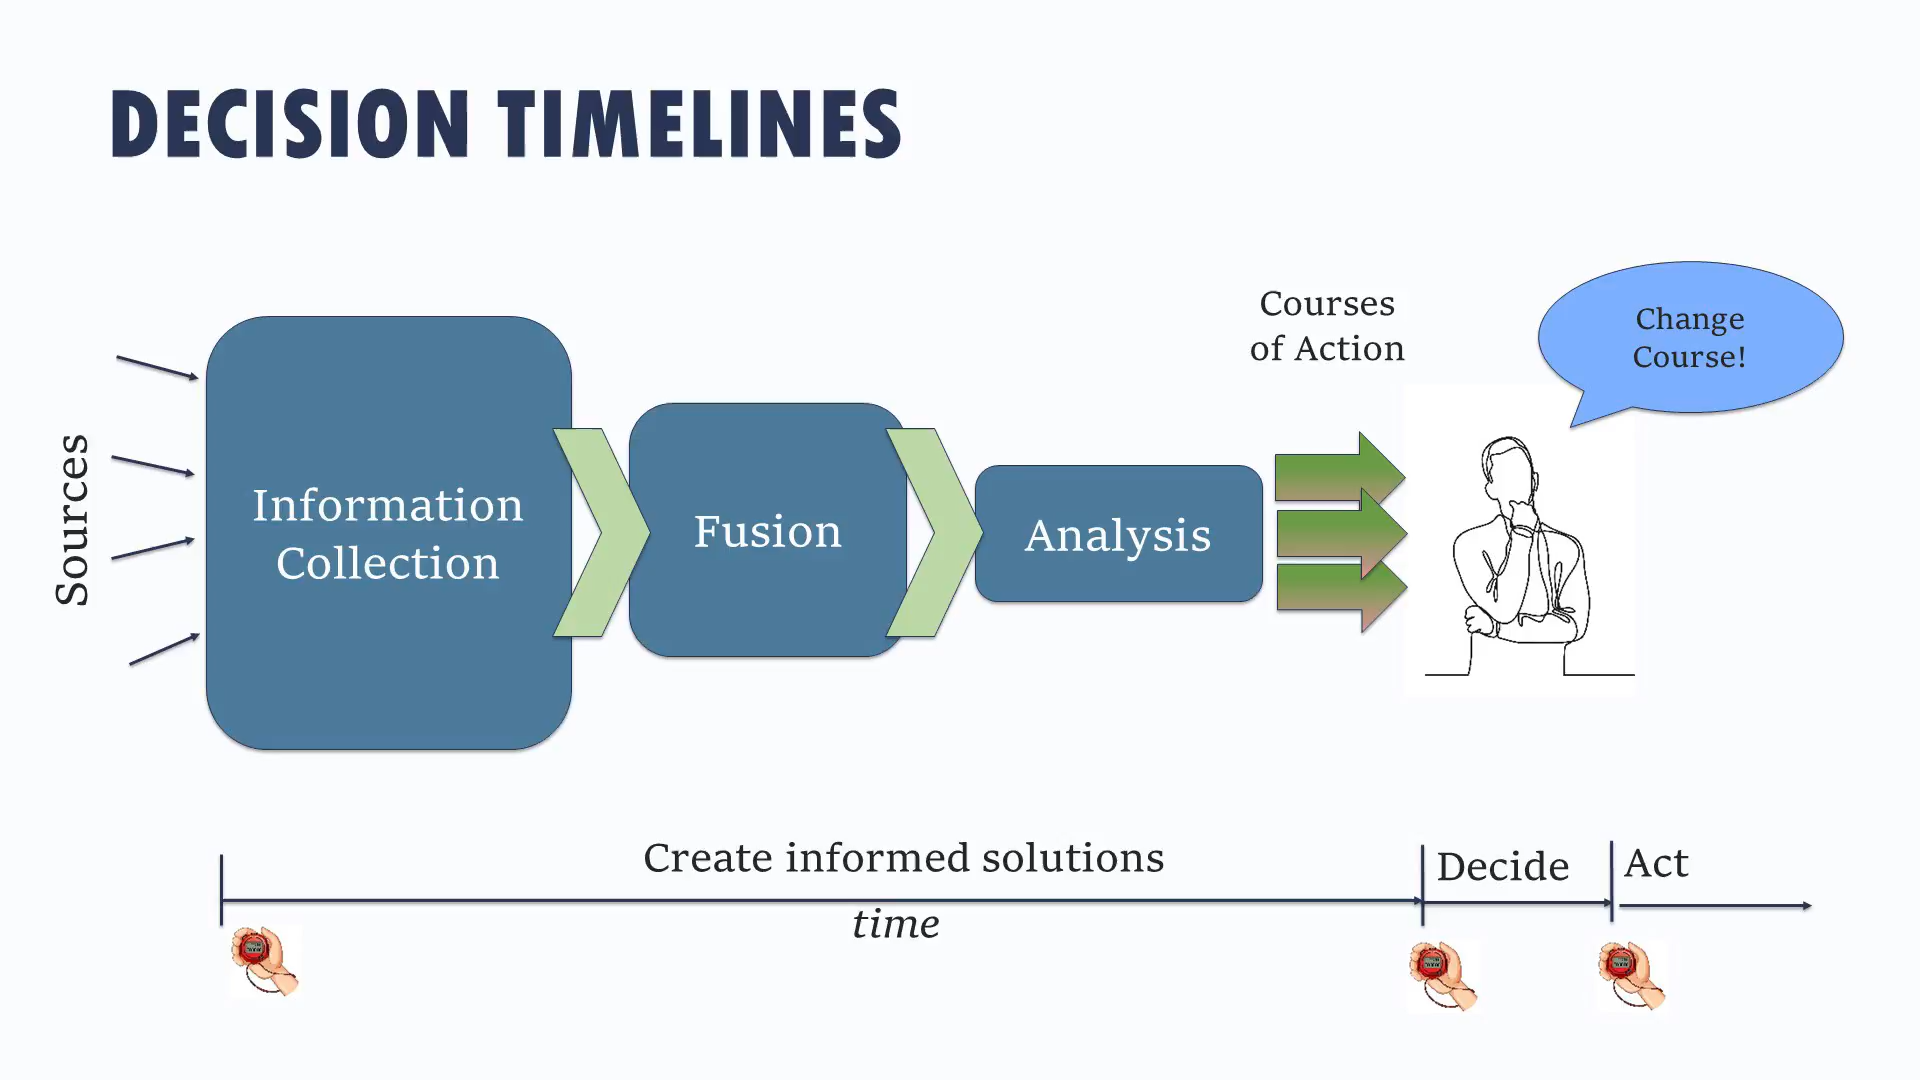 DECISION TIMELINES
Sources
Information
Collection
Fusion
Analysis
Courses
of Action
Change
Course!
Create informed solutions
time
Decide
Act